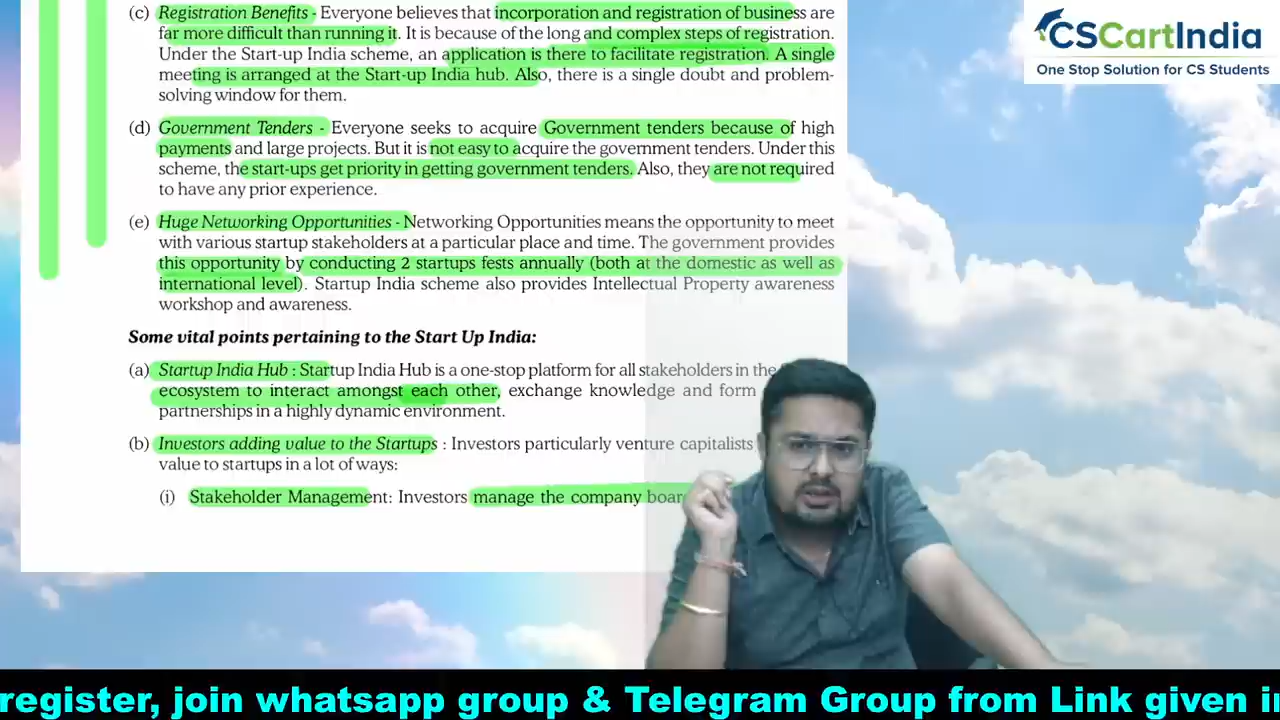 (c) Registration Benefits - Everyone believes that incorporation and registration of business are
far more difficult than running it. It is because of the long and complex steps of registration.
Under the Start-up India scheme, an application is there to facilitate registration. A single
meeting is arranged at the Start-up India hub. Also, there is a single doubt and problem-
solving window for them.
(d) Government Tenders - Everyone seeks to acquire Government tenders because of high
payments and large projects. But it is not easy to acquire the government tenders. Under this
scheme, the start-ups get priority in getting government tenders. Also, they are not required
to have any prior experience.
(e) Huge Networking Opportunities - Networking Opportunities means the opportunity to meet
with various startup stakeholders at a particular place and time. The government provides
this opportunity by conducting 2 startups fests annually (both at the domestic as well as
international level). Startup India scheme also provides Intellectual Property awareness
workshop and awareness.
Some vital points pertaining to the Start Up India:
(a) Startup India Hub : Startup India Hub is a one-stop platform for all stakeholders in the
ecosystem to interact amongst each other, exchange knowledge and form
partnerships in a highly dynamic environment.
(b) Investors adding value to the Startups : Investors particularly venture capitalists
value to startups in a lot of ways:
(i) Stakeholder Management: Investors manage the company
CSCartIndia
One Stop Solution for CS Students
register, join whatsapp group & Telegram Group from Link given